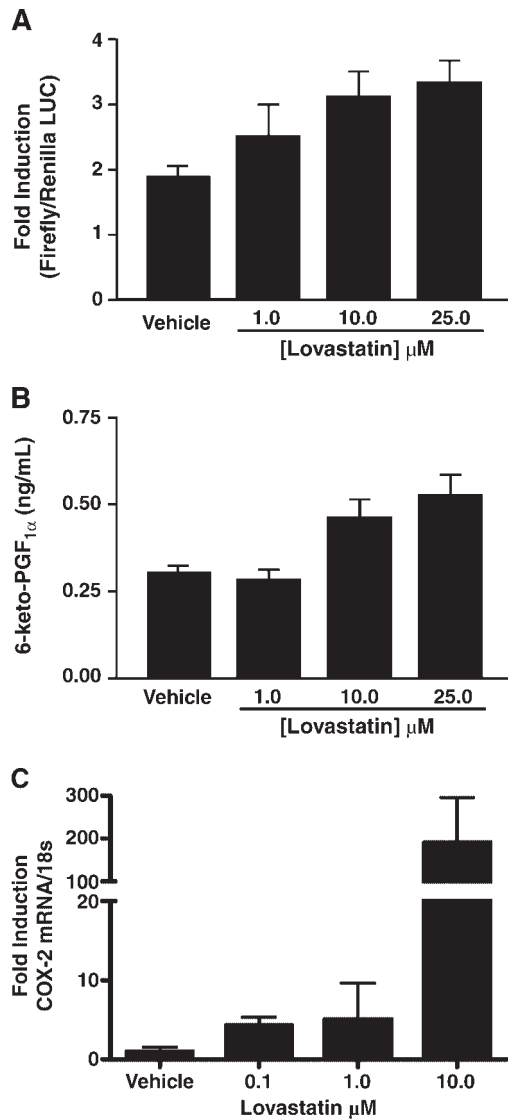 A
Fold Induction
(Firefly/Renilla LUC)
4
3
2
1
0
Vehicle 1.0 10.0 25.0
[Lovastatin] μM
B
6-keto-PGF1α (ng/mL)
0.75
0.50
0.25
0.00
Vehicle 1.0 10.0 25.0
[Lovastatin] μM
C
Fold Induction
COX-2 mRNA/18s
300
200
100
20
10
0
Vehicle 0.1 1.0 10.0
Lovastatin μM